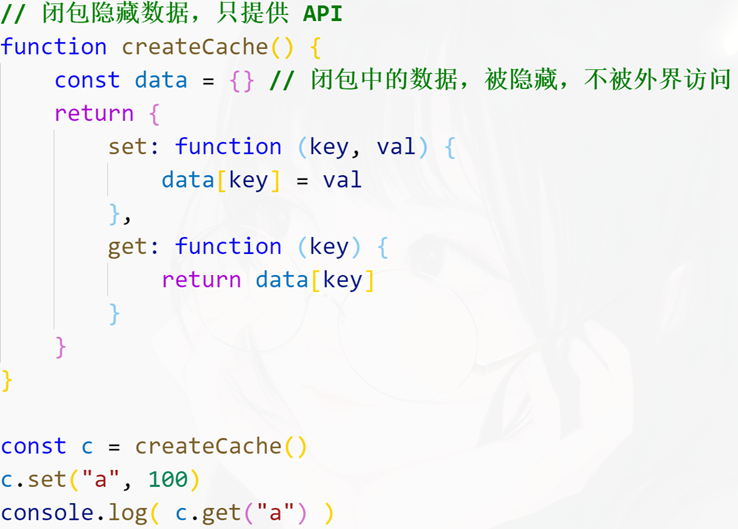 // 闭包隐藏数据，只提供 API
function createCache() {
    const data = {} // 闭包中的数据，被隐藏，不被外界访问
    return {
        set: function (key, val) {
            data[key] = val
        },
        get: function (key) {
            return data[key]
        }
    }
}

const c = createCache()
c.set("a", 100)
console.log( c.get("a") )